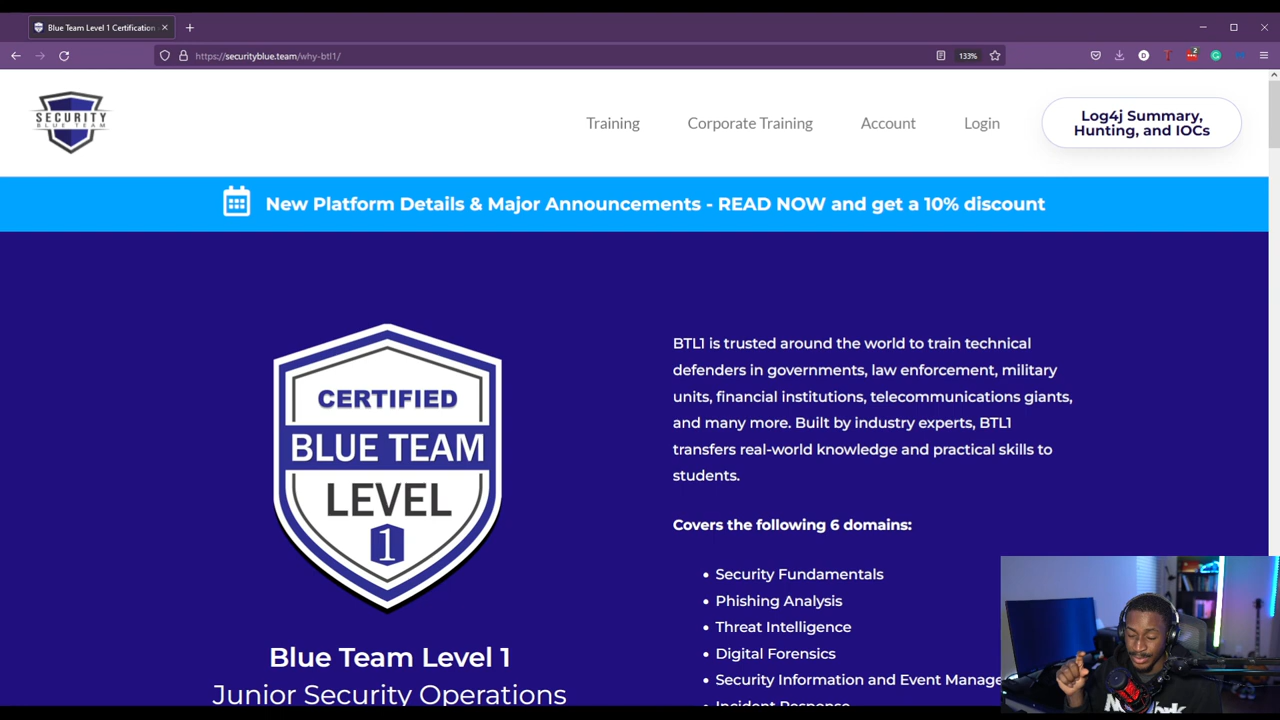 Blue Team Level 1 Certification
https://securityblue.team/why-btl1/
133%
2
SECURITY
BLUE TEAM
Training
Corporate Training
Account
Login
Log4j Summary,
Hunting, and IOCs
New Platform Details & Major Announcements - READ NOW and get a 10% discount
CERTIFIED
BLUE TEAM
LEVEL
1
Blue Team Level 1
Junior Security Operations
BTL1 is trusted around the world to train technical
defenders in governments, law enforcement, military
units, financial institutions, telecommunications giants,
and many more. Built by industry experts, BTL1
transfers real-world knowledge and practical skills to
students.
Covers the following 6 domains:
• Security Fundamentals
• Phishing Analysis
• Threat Intelligence
• Digital Forensics
• Security Information and Event Manage
• Incident Response